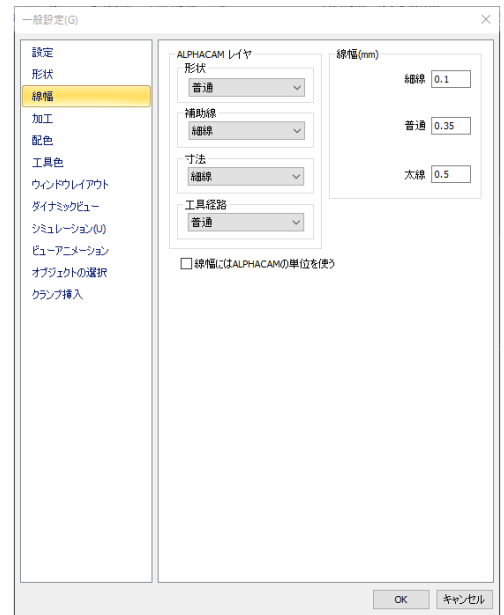 一般設定(G)
設定
形状
線幅
加工
配色
工具色
ウィンドウレイアウト
ダイナミックビュー
シミュレーション(U)
ビューアニメーション
オブジェクトの選択
クランプ挿入
ALPHACAM レイヤ
形状
普通
補助線
細線
寸法
細線
工具経路
普通
線幅(mm)
細線 0.1
普通 0.35
太線 0.5
線幅にはALPHACAMの単位を使う
OK キャンセル